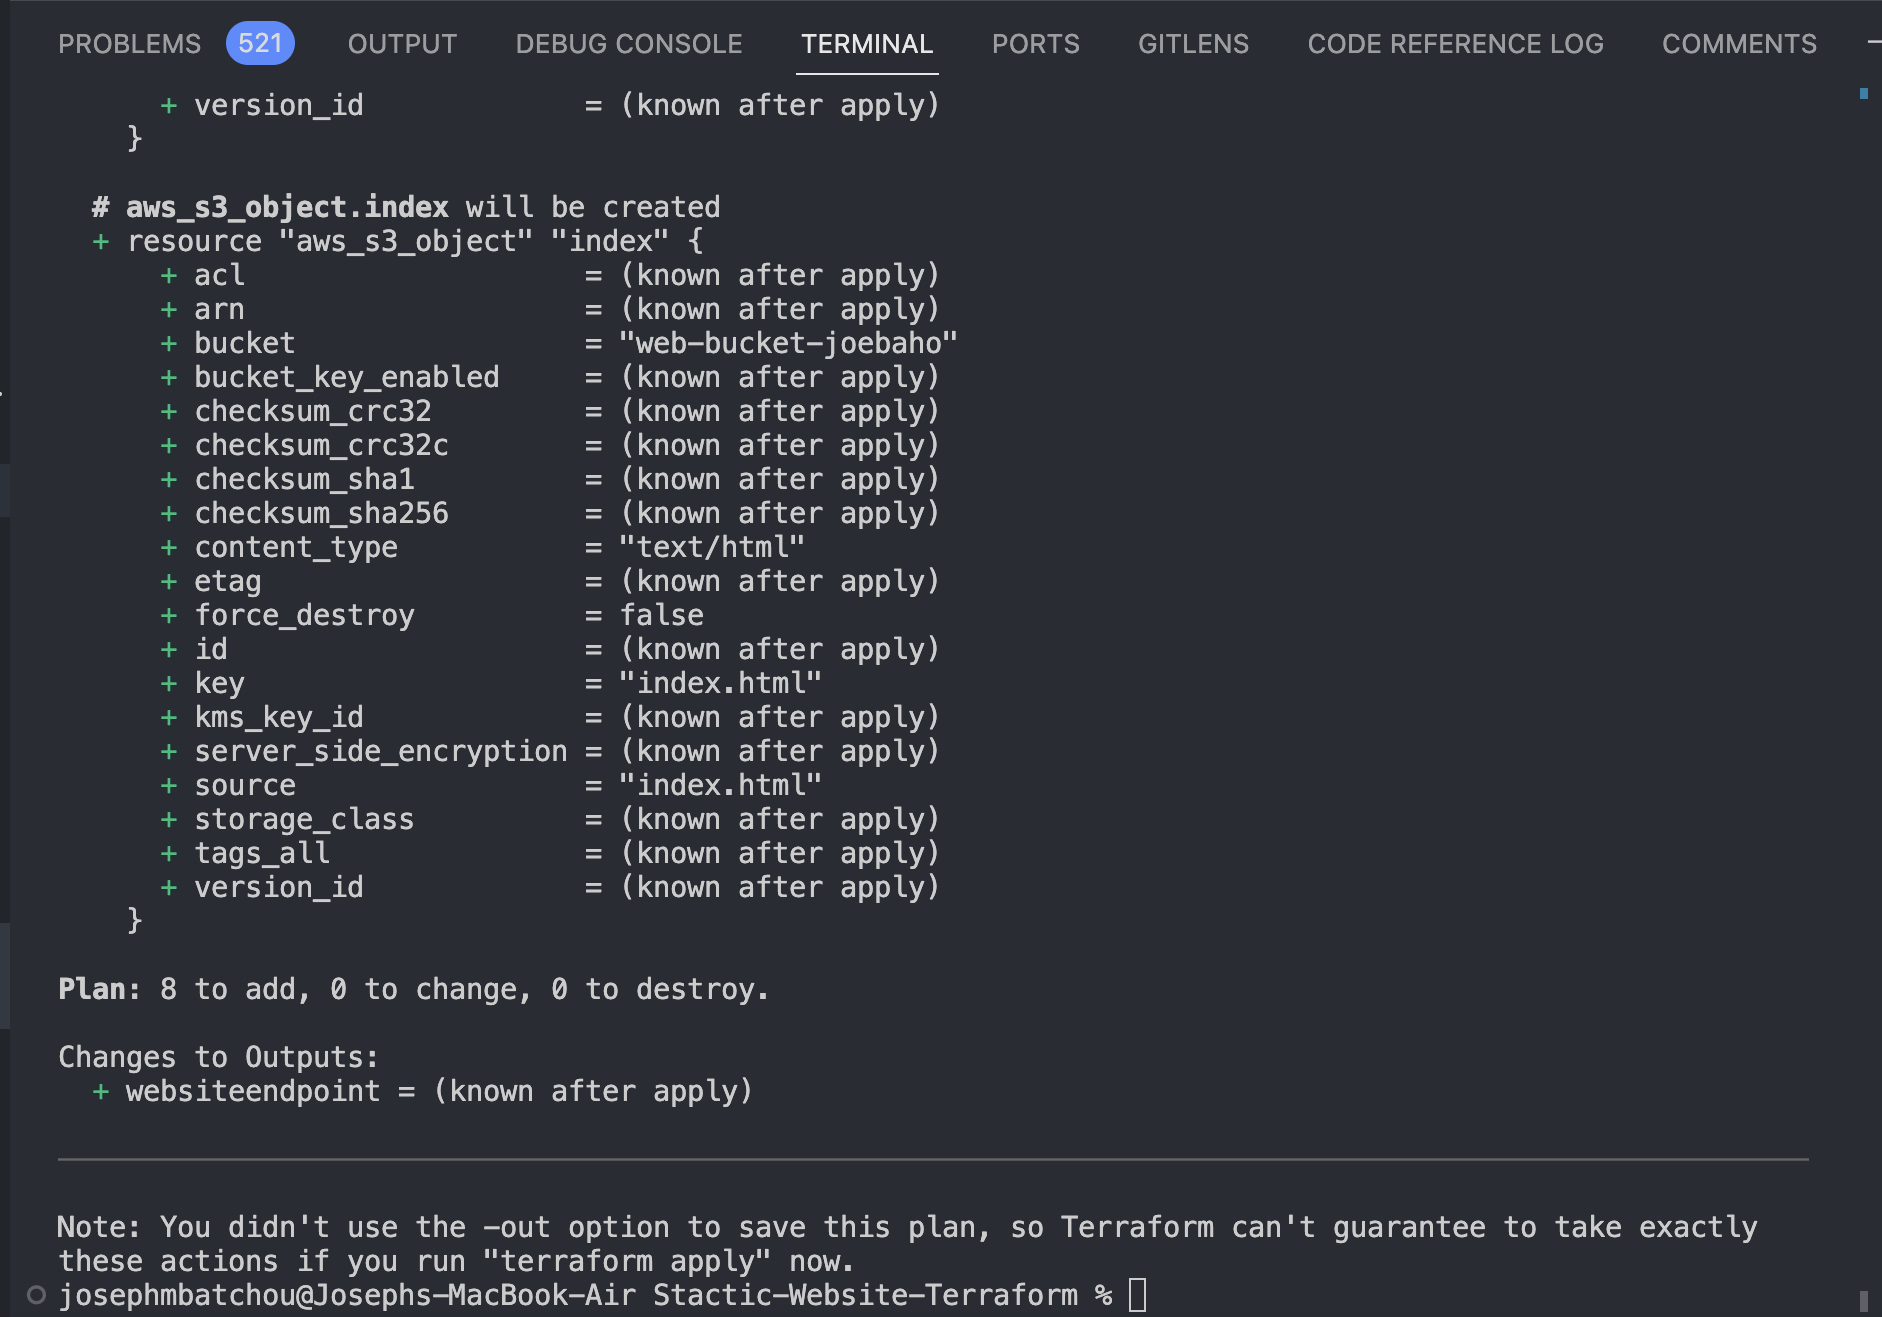 PROBLEMS 521 OUTPUT DEBUG CONSOLE TERMINAL PORTS GITLENS CODE REFERENCE LOG COMMENTS
      + version_id             = (known after apply)
    }

  # aws_s3_object.index will be created
  + resource "aws_s3_object" "index" {
      + acl                    = (known after apply)
      + arn                    = (known after apply)
      + bucket                 = "web-bucket-joebaho"
      + bucket_key_enabled     = (known after apply)
      + checksum_crc32         = (known after apply)
      + checksum_crc32c        = (known after apply)
      + checksum_sha1          = (known after apply)
      + checksum_sha256        = (known after apply)
      + content_type           = "text/html"
      + etag                   = (known after apply)
      + force_destroy          = false
      + id                     = (known after apply)
      + key                    = "index.html"
      + kms_key_id             = (known after apply)
      + server_side_encryption = (known after apply)
      + source                 = "index.html"
      + storage_class          = (known after apply)
      + tags_all               = (known after apply)
      + version_id             = (known after apply)
    }

Plan: 8 to add, 0 to change, 0 to destroy.

Changes to Outputs:
  + websiteendpoint = (known after apply)

Note: You didn't use the -out option to save this plan, so Terraform can't guarantee to take exactly
these actions if you run "terraform apply" now.
josephmbatchou@Josephs-MacBook-Air Stactic-Website-Terraform %